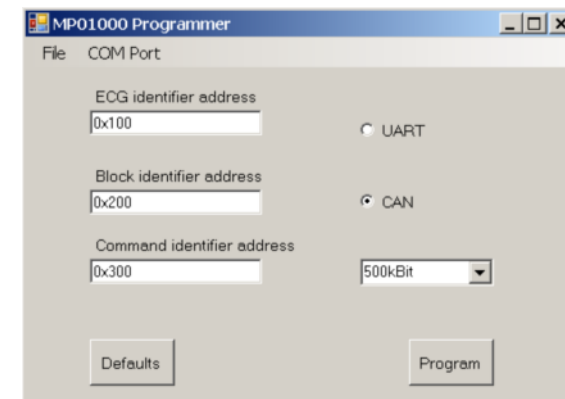 MP01000 Programmer
File COM Port
ECG identifier address
0x100
UART
Block identifier address
0x200
CAN
Command identifier address
0x300
500kBit
Defaults
Program